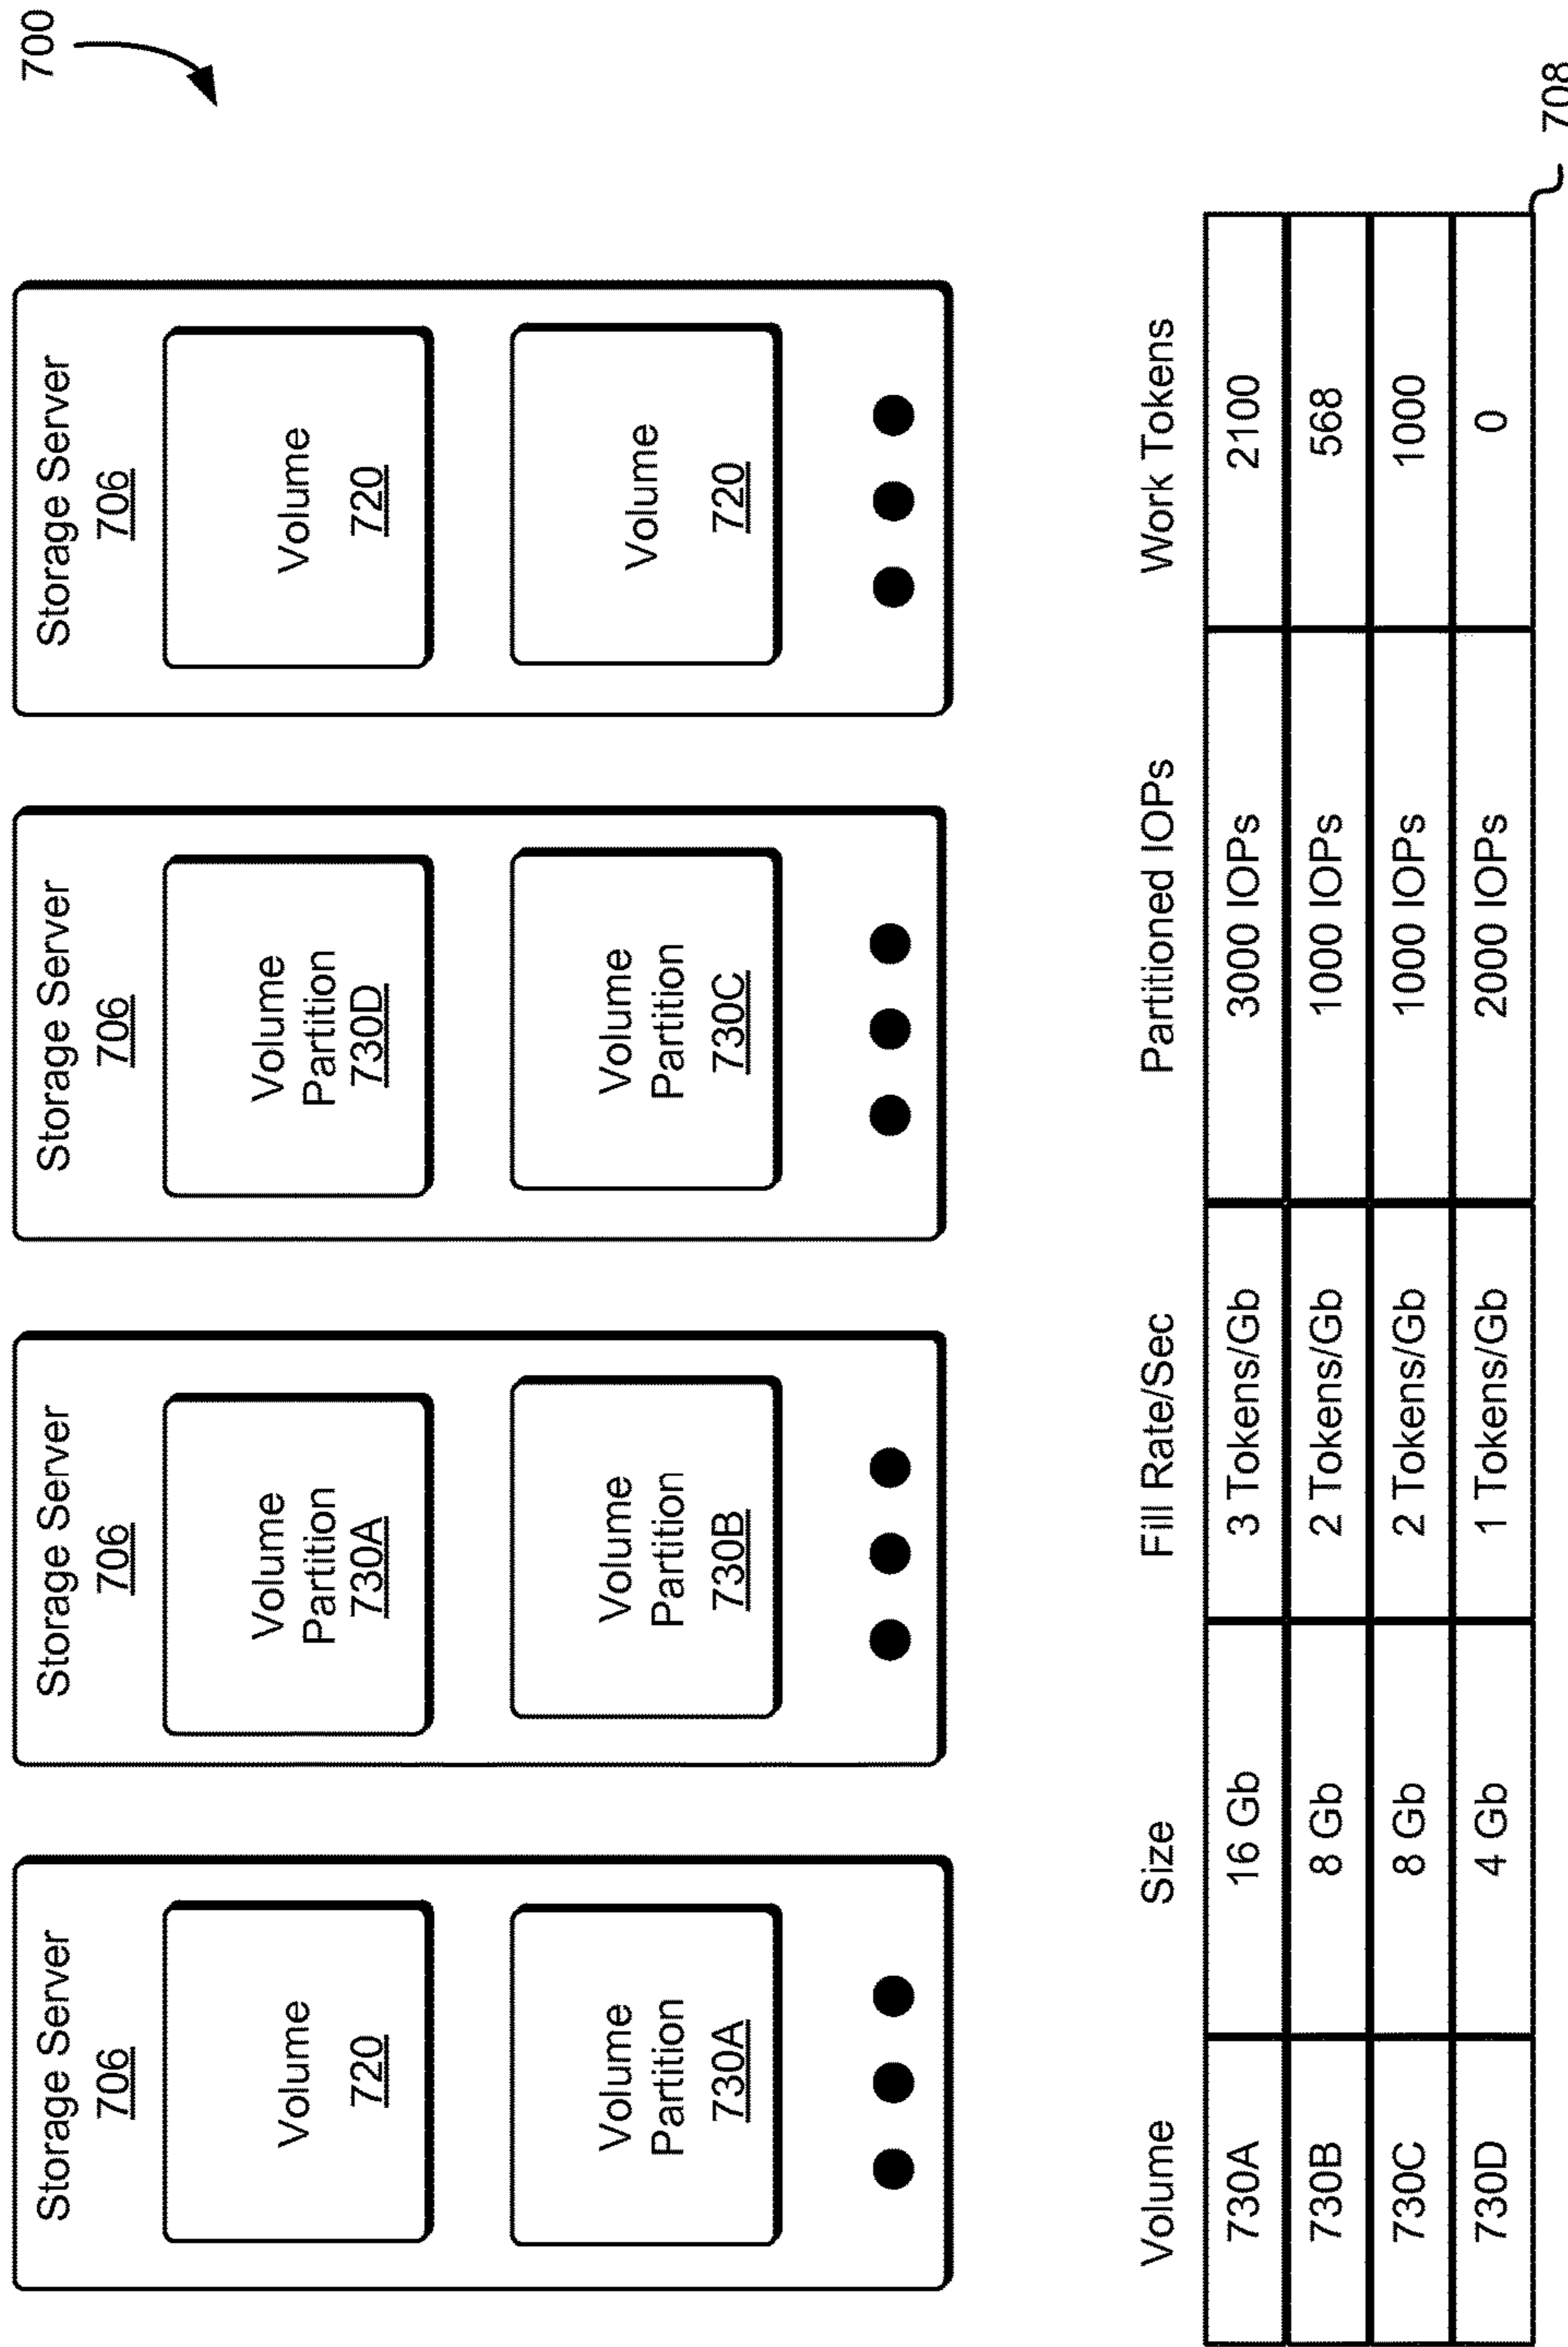 700
Storage Server
706
Volume
720
Volume
Partition
730A
Storage Server
706
Volume
Partition
730A
Volume
Partition
730B
Storage Server
706
Volume
Partition
730D
Volume
Partition
730C
Storage Server
706
Volume
720
Volume
720
Volume Size Fill Rate/Sec Partitioned IOPs Work Tokens
730A 16 Gb 3 Tokens/Gb 3000 IOPs 2100
730B 8 Gb 2 Tokens/Gb 1000 IOPs 568
730C 8 Gb 2 Tokens/Gb 1000 IOPs 1000
730D 4 Gb 1 Tokens/Gb 2000 IOPs 0
708